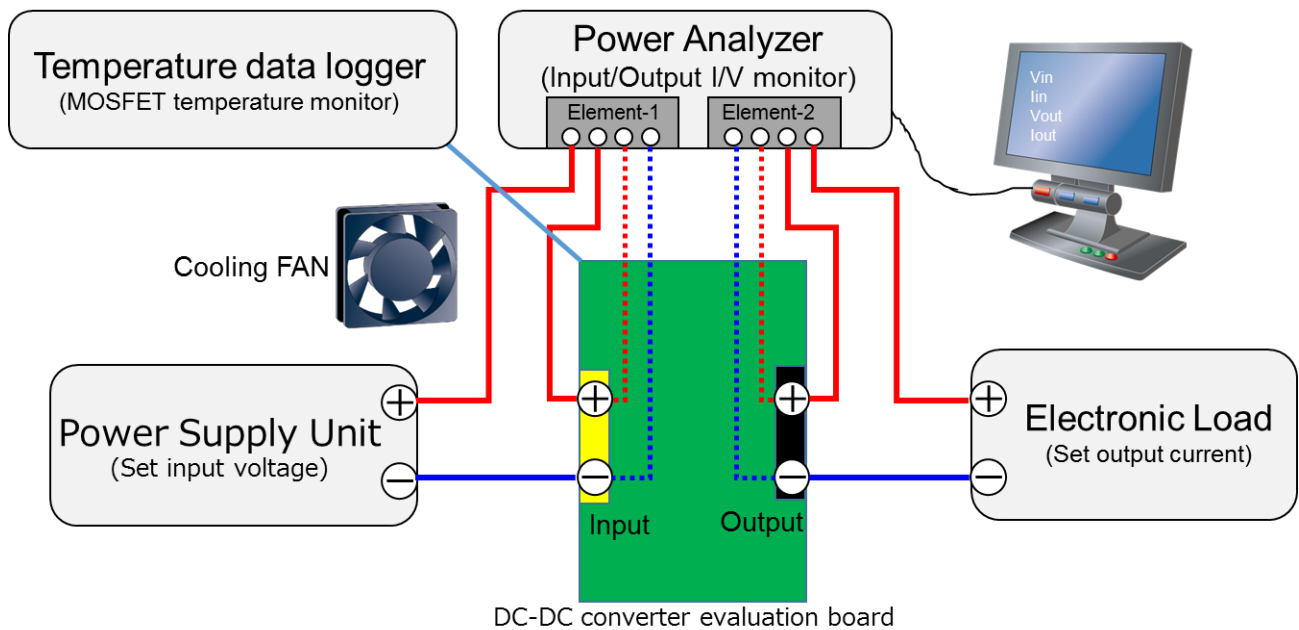 Temperature data logger
(MOSFET temperature monitor)
Power Analyzer
(Input/Output I/V monitor)
Element-1
Element-2
Vin
Iin
Vout
Iout
Cooling FAN
Power Supply Unit
(Set input voltage)
Electronic Load
(Set output current)
Input
Output
DC-DC converter evaluation board